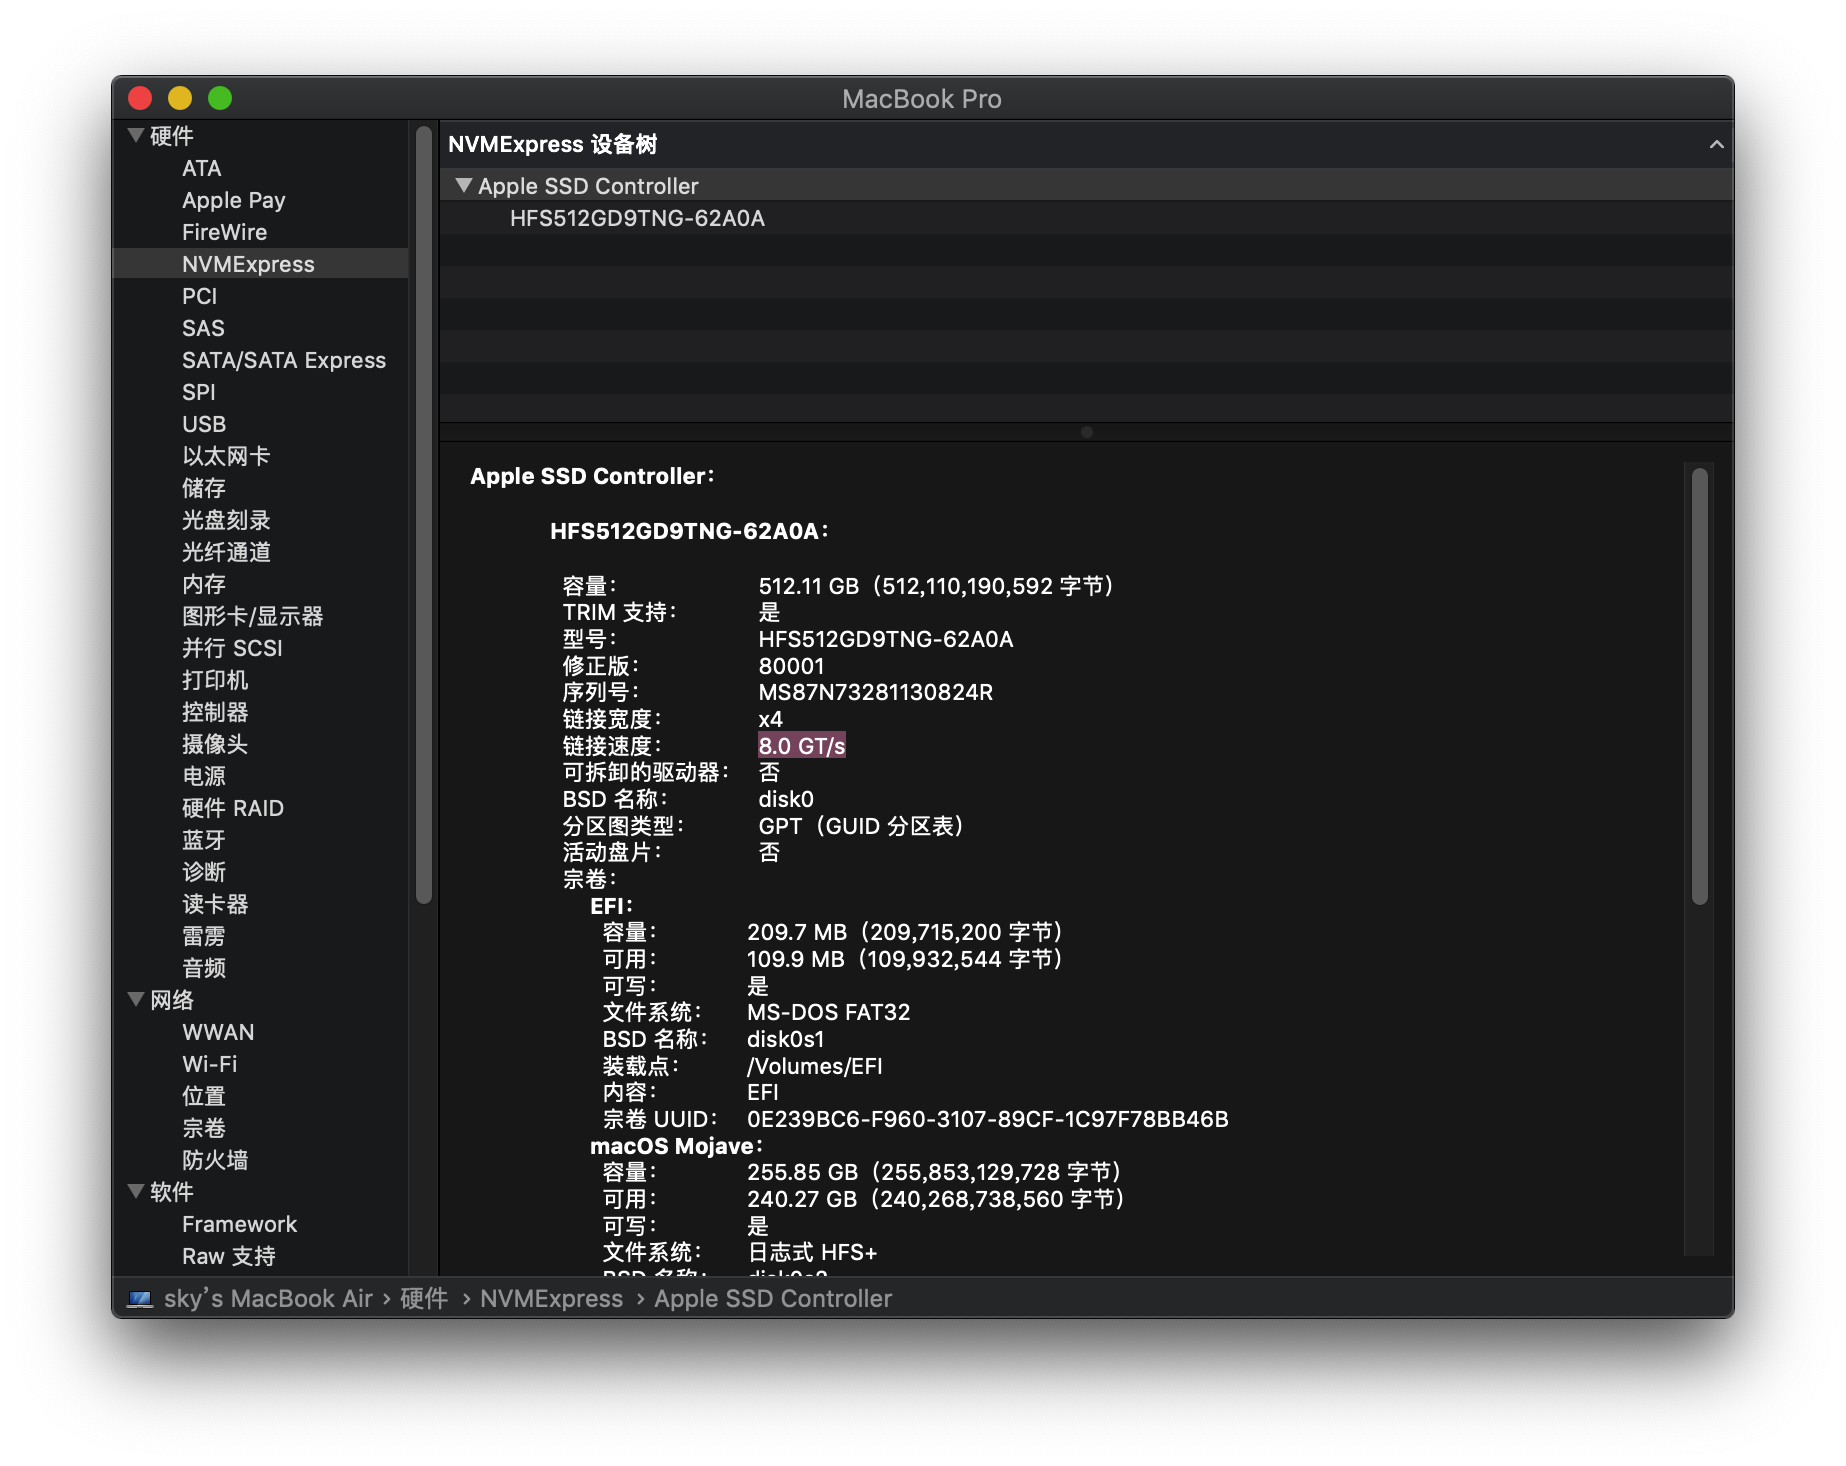 MacBook Pro
硬件
ATA
Apple Pay
FireWire
NVMExpress
PCI
SAS
SATA/SATA Express
SPI
USB
以太网卡
储存
光盘刻录
光纤通道
内存
图形卡/显示器
并行 SCSI
打印机
控制器
摄像头
电源
硬件 RAID
蓝牙
诊断
读卡器
雷雳
音频
网络
WWAN
Wi-Fi
位置
宗卷
防火墙
软件
Framework
Raw 支持
NVMExpress 设备树
Apple SSD Controller
HFS512GD9TNG-62A0A
Apple SSD Controller：
HFS512GD9TNG-62A0A：
容量： 512.11 GB（512,110,190,592 字节）
TRIM 支持： 是
型号： HFS512GD9TNG-62A0A
修正版： 80001
序列号： MS87N73281130824R
链接宽度： x4
链接速度： 8.0 GT/s
可拆卸的驱动器： 否
BSD 名称： disk0
分区图类型： GPT（GUID 分区表）
活动盘片： 否
宗卷：
EFI：
容量： 209.7 MB（209,715,200 字节）
可用： 109.9 MB（109,932,544 字节）
可写： 是
文件系统： MS-DOS FAT32
BSD 名称： disk0s1
装载点： /Volumes/EFI
内容： EFI
宗卷 UUID： 0E239BC6-F960-3107-89CF-1C97F78BB46B
macOS Mojave：
容量： 255.85 GB（255,853,129,728 字节）
可用： 240.27 GB（240,268,738,560 字节）
可写： 是
文件系统： 日志式 HFS+
BSD 名称：
sky’s MacBook Air › 硬件 › NVMExpress › Apple SSD Controller